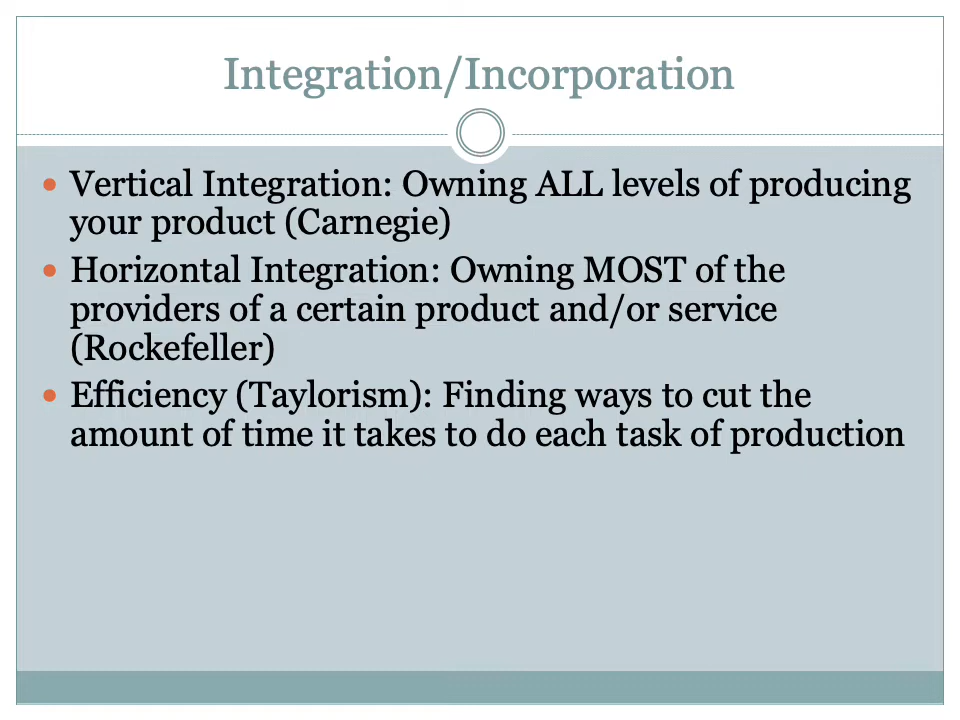 Integration/Incorporation
• Vertical Integration: Owning ALL levels of producing
your product (Carnegie)
• Horizontal Integration: Owning MOST of the
providers of a certain product and/or service
(Rockefeller)
• Efficiency (Taylorism): Finding ways to cut the
amount of time it takes to do each task of production